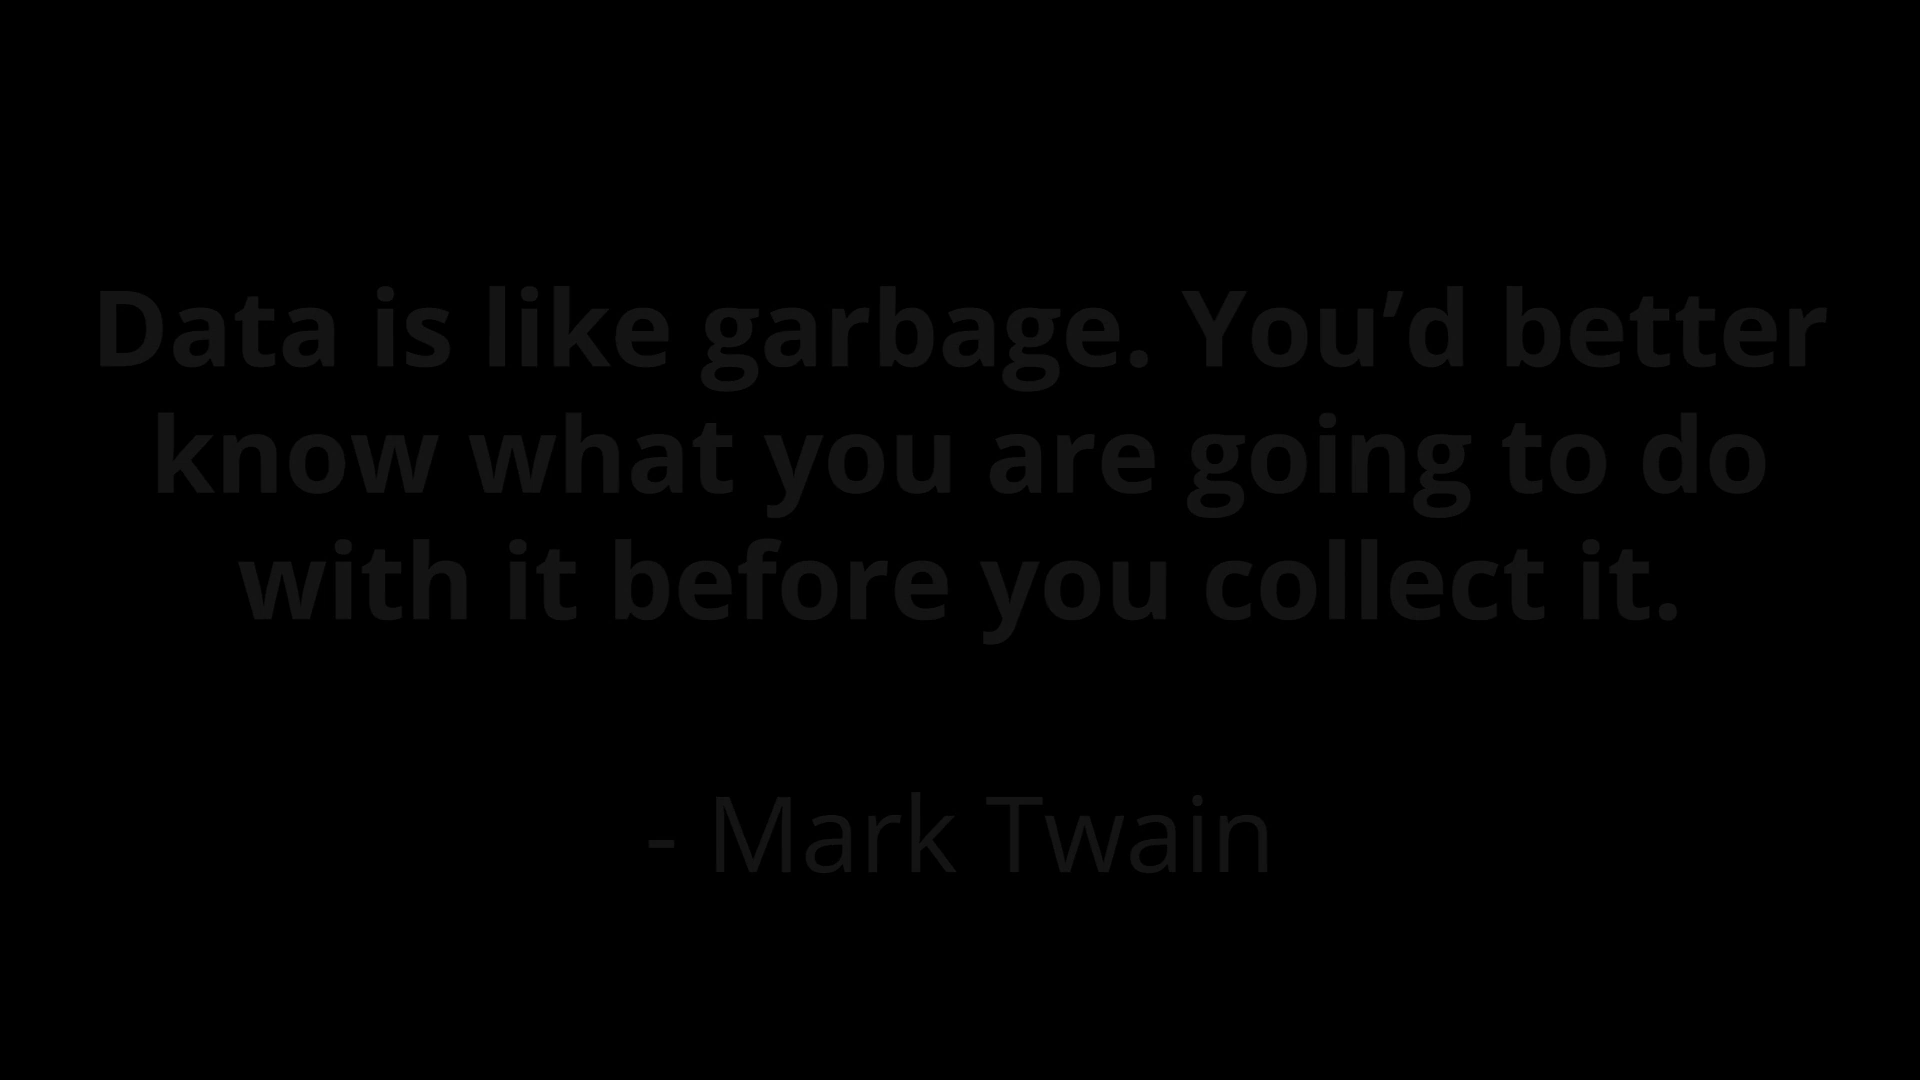 Data is like garbage. You’d better
know what you are going to do
with it before you collect it.
- Mark Twain